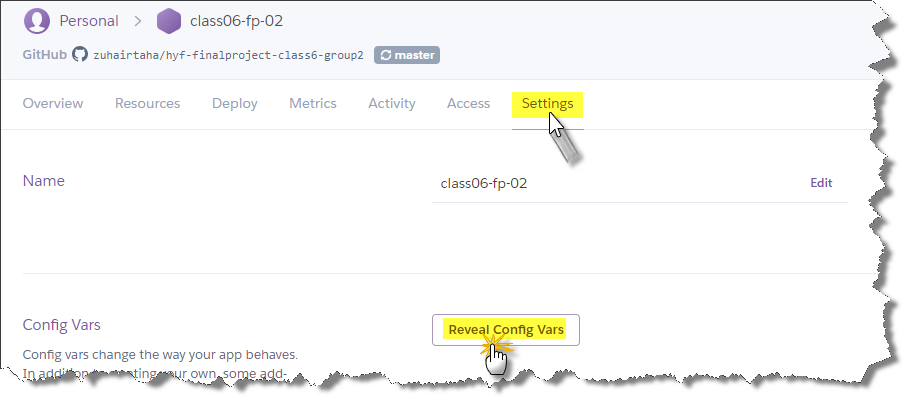 Personal > class06-fp-02
GitHub zuhairtaha/hyf-finalproject-class6-group2 master
Overview Resources Deploy Metrics Activity Access Settings
Name class06-fp-02 Edit
Config Vars Reveal Config Vars
Config vars change the way your app behaves.
In addition to creating your own, some add-